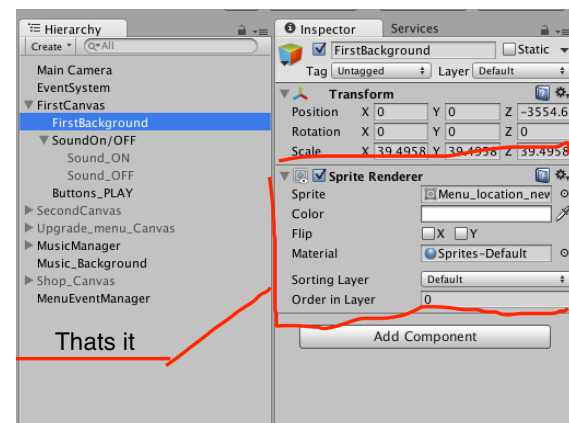 Hierarchy
Create
All
Main Camera
EventSystem
FirstCanvas
FirstBackground
SoundOn/OFF
Sound_ON
Sound_OFF
Buttons_PLAY
SecondCanvas
Upgrade_menu_Canvas
MusicManager
Music_Background
Shop_Canvas
MenuEventManager
Thats it
Inspector Services
FirstBackground Static
Tag Untagged Layer Default
Transform
Position X 0 Y 0 Z -3554.6
Rotation X 0 Y 0 Z 0
Scale X 39.4958 Y 39.4958 Z 39.4958
Sprite Renderer
Sprite Menu_location_new
Color
Flip X Y
Material Sprites-Default
Sorting Layer Default
Order in Layer 0
Add Component